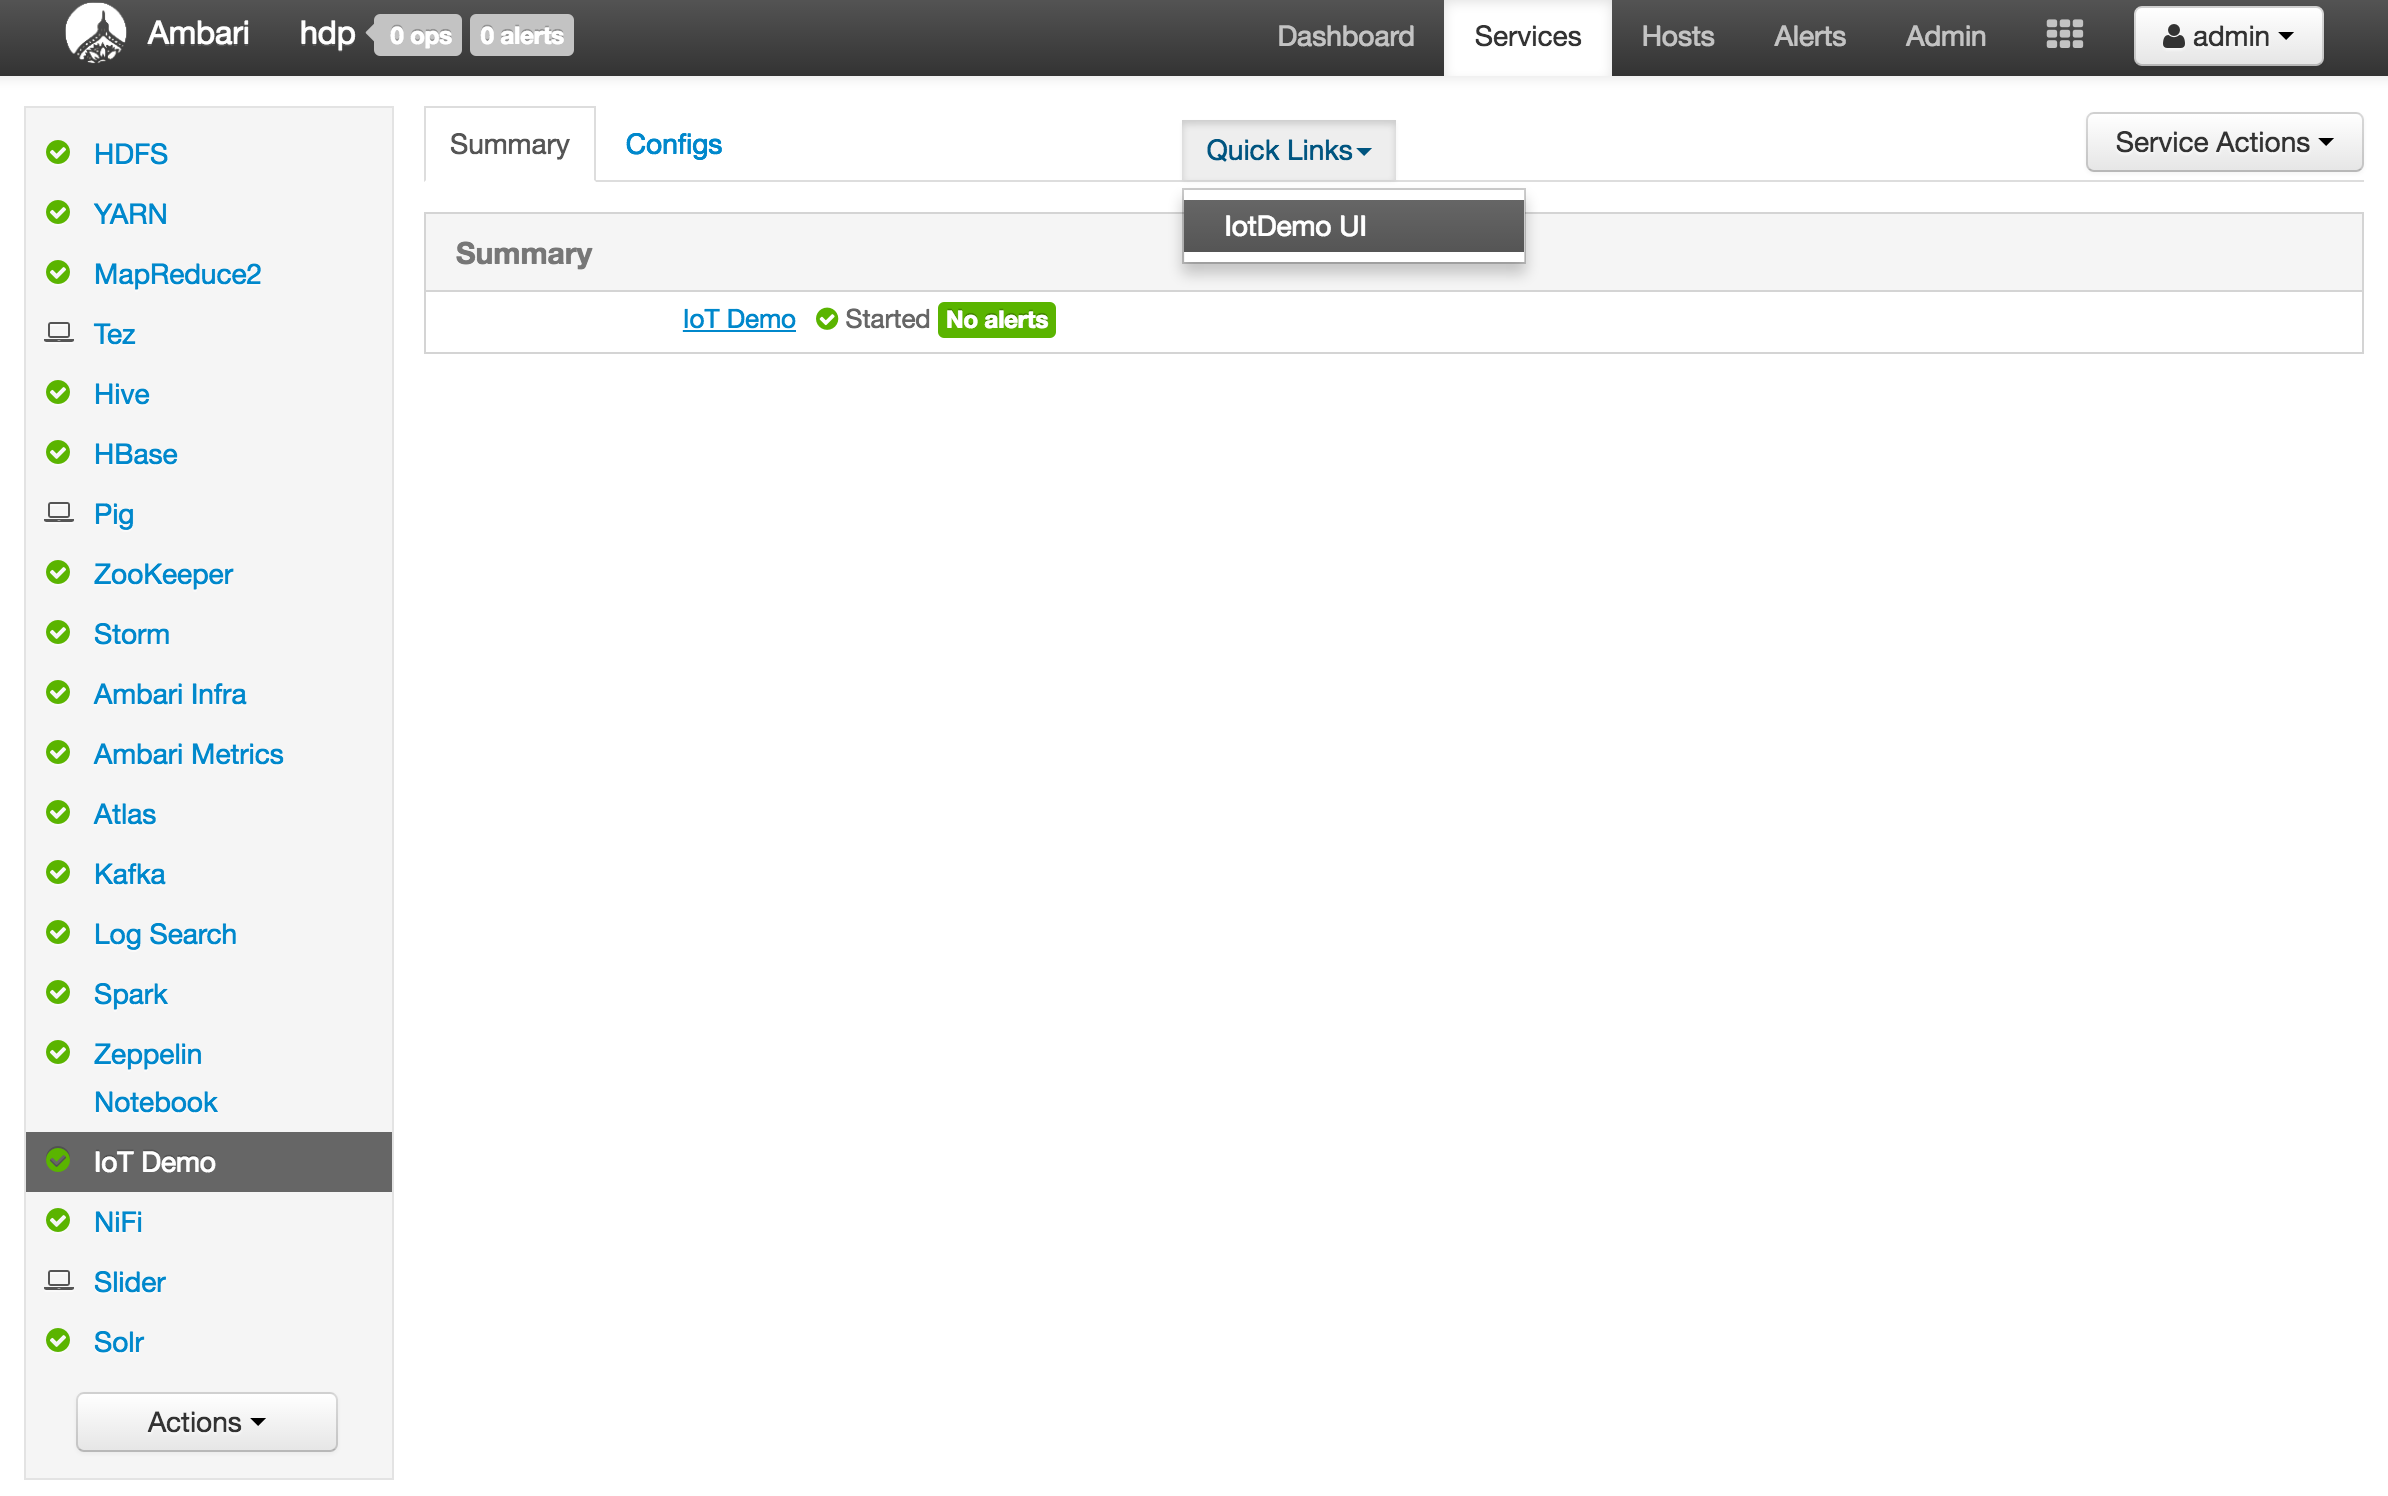 Ambari hdp 0 ops 0 alerts Dashboard Services Hosts Alerts Admin admin
Summary Configs Quick Links Service Actions
IotDemo UI
Summary
IoT Demo Started No alerts
HDFS
YARN
MapReduce2
Tez
Hive
HBase
Pig
ZooKeeper
Storm
Ambari Infra
Ambari Metrics
Atlas
Kafka
Log Search
Spark
Zeppelin
Notebook
IoT Demo
NiFi
Slider
Solr
Actions